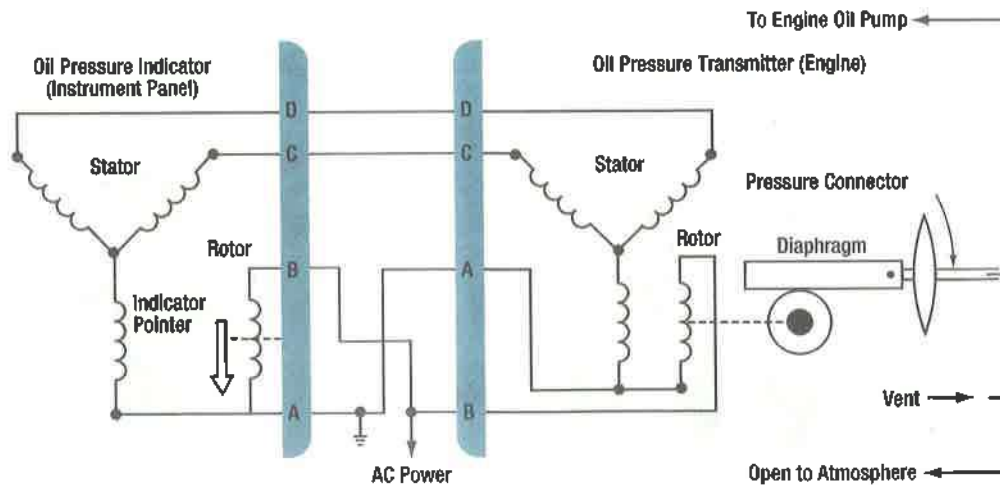 To Engine Oil Pump
Oil Pressure Indicator
(Instrument Panel)
Oil Pressure Transmitter (Engine)
D
D
C
C
Stator
Stator
Pressure Connector
Rotor
Rotor
Diaphragm
B
A
Indicator
Pointer
Vent
A
B
AC Power
Open to Atmosphere